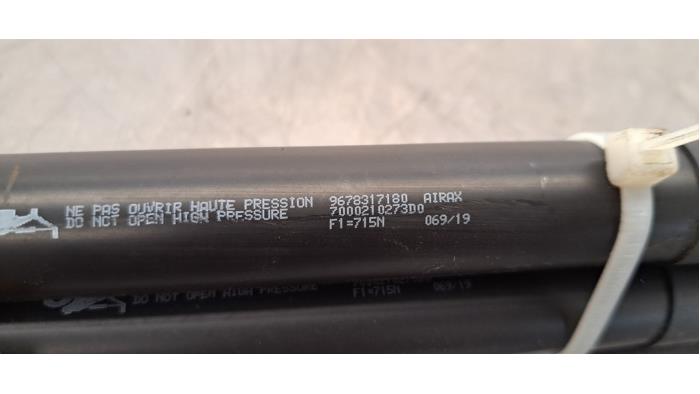 NE PAS OUVRIR HAUTE PRESSION 9678317180 AIRAX
DO NOT OPEN HIGH PRESSURE 7000210273D0
F1=715N 069/19
DO NOT OPEN HIGH PRESSURE
F1=715N 069/19